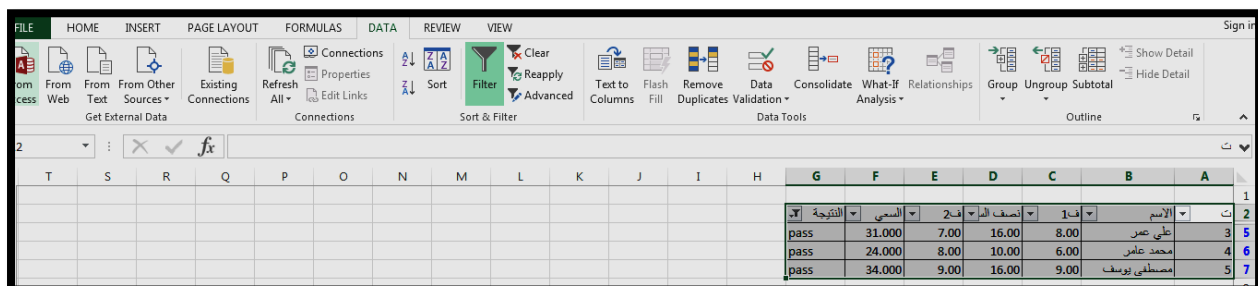 FILE HOME INSERT PAGE LAYOUT FORMULAS DATA REVIEW VIEW Sign in
Connections Clear Show Detail
Properties Reapply Hide Detail
From From From From Other Existing Refresh Edit Links Sort Filter Advanced Text to Flash Remove Data Consolidate What-If Relationships Group Ungroup Subtotal
Access Web Text Sources Connections All Columns Fill Duplicates Validation Analysis
Get External Data Connections Sort & Filter Data Tools Outline
2 fx ت
T S R Q P O N M L K J I H G F E D C B A
1
2 ت الاسم ف1 نصف الس ف2 السعي النتيجة
5 3 علي عمر 8.00 16.00 7.00 31.000 pass
6 4 محمد عامر 6.00 10.00 8.00 24.000 pass
7 5 مصطفى يوسف 9.00 16.00 9.00 34.000 pass